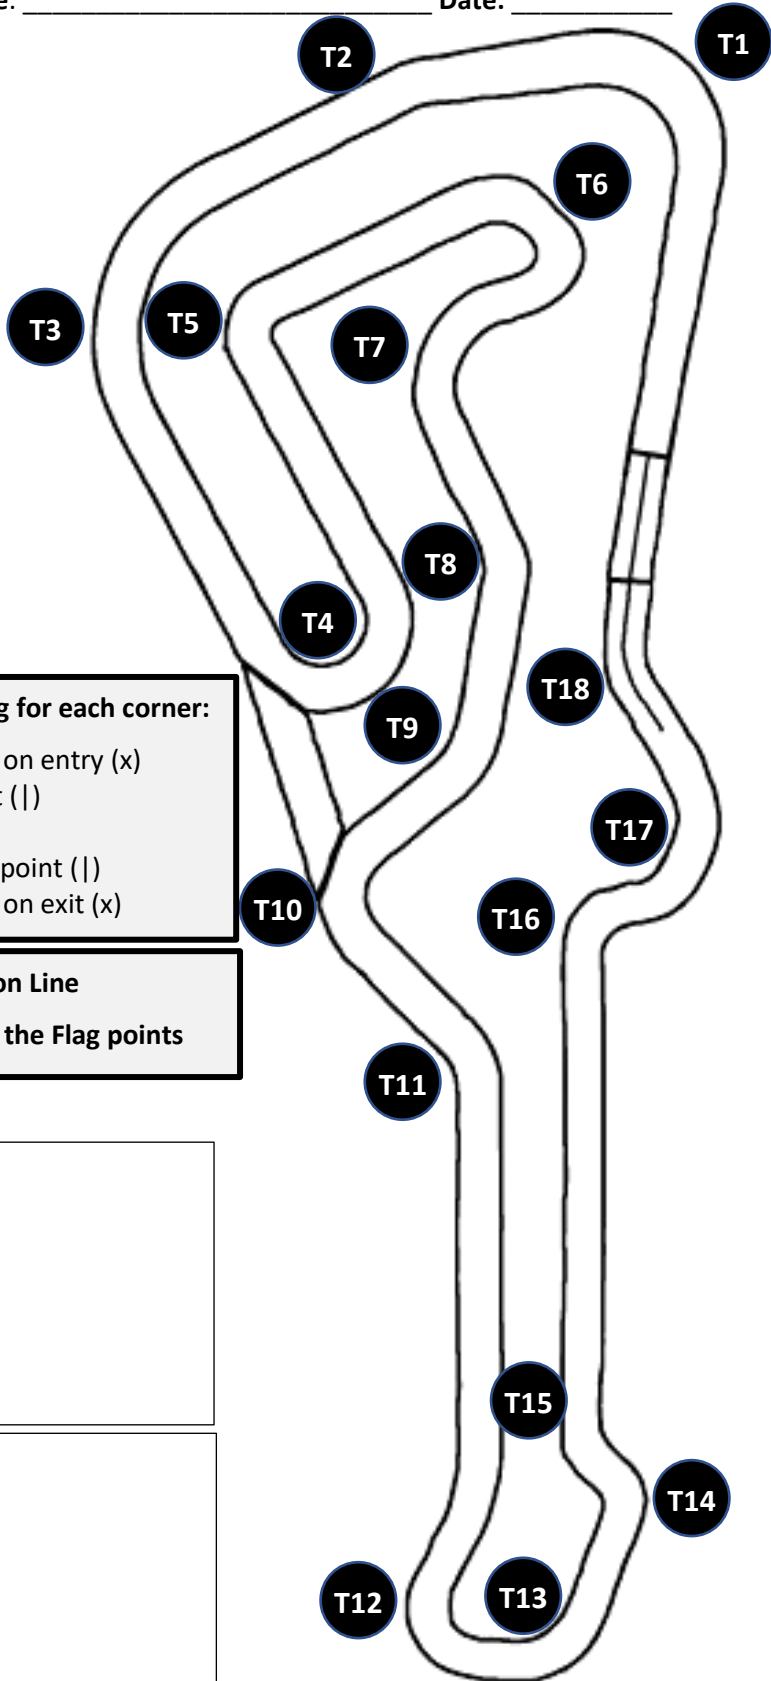 e: ____________________________ Date: ___________
T1
T2
T6
T3
T5
T7
T8
T4
T18
g for each corner:
on entry (x)
t (|)
point (|)
on exit (x)
T9
T17
T10
T16
on Line
the Flag points
T11
T15
T14
T12
T13